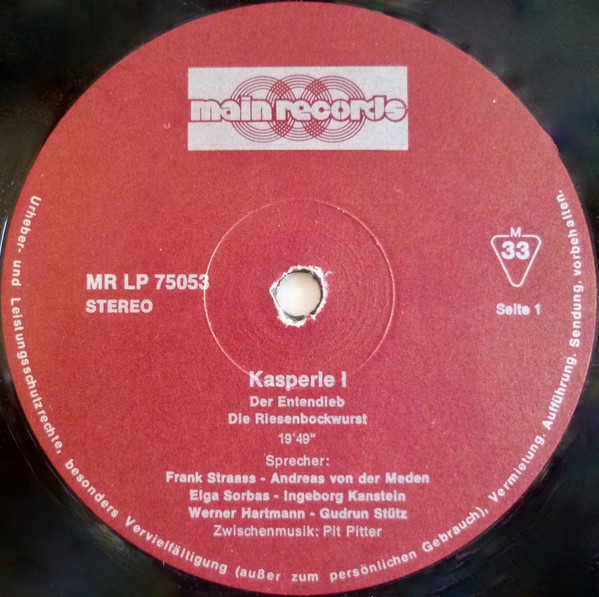 main records
MR LP 75053
STEREO
M
33
Seite 1
Kasperle I
Der Entendieb
Die Riesenbockwurst
19'49"
Sprecher:
Frank Straass - Andreas von der Meden
Elga Sorbas - Ingeborg Kanstein
Werner Hartmann - Gudrun Stütz
Zwischenmusik: Pit Pitter
Urheber- und Leistungsschutzrechte, besonders Vervielfältigung (außer zum persönlichen Gebrauch), Vermietung. Aufführung. Sendung. vorbehalten.